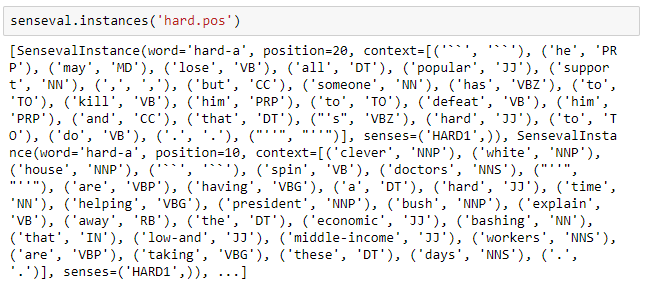 senseval.instances('hard.pos')
[SensevalInstance(word='hard-a', position=20, context=[('``', '``'), ('he', 'PR
P'), ('may', 'MD'), ('lose', 'VB'), ('all', 'DT'), ('popular', 'JJ'), ('suppor
t', 'NN'), (',', ','), ('but', 'CC'), ('someone', 'NN'), ('has', 'VBZ'), ('to',
'TO'), ('kill', 'VB'), ('him', 'PRP'), ('to', 'TO'), ('defeat', 'VB'), ('him',
'PRP'), ('and', 'CC'), ('that', 'DT'), ("'s", 'VBZ'), ('hard', 'JJ'), ('to', 'T
O'), ('do', 'VB'), ('.', '.'), ("''", "''")], senses=('HARD1',)), SensevalInsta
nce(word='hard-a', position=10, context=[('clever', 'NNP'), ('white', 'NNP'),
('house', 'NNP'), ('``', '``'), ('spin', 'VB'), ('doctors', 'NNS'), ("''",
"''"), ('are', 'VBP'), ('having', 'VBG'), ('a', 'DT'), ('hard', 'JJ'), ('time',
'NN'), ('helping', 'VBG'), ('president', 'NNP'), ('bush', 'NNP'), ('explain',
'VB'), ('away', 'RB'), ('the', 'DT'), ('economic', 'JJ'), ('bashing', 'NN'),
('that', 'IN'), ('low-and', 'JJ'), ('middle-income', 'JJ'), ('workers', 'NNS'),
('are', 'VBP'), ('taking', 'VBG'), ('these', 'DT'), ('days', 'NNS'), ('.',
'.')], senses=('HARD1',)), ...]